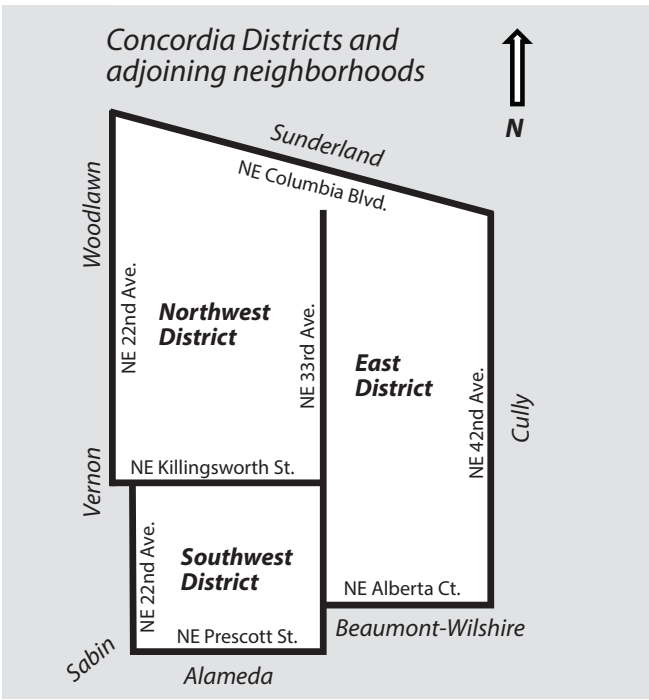 Concordia Districts and
adjoining neighborhoods
N
Sunderland
NE Columbia Blvd.
Woodlawn
NE 22nd Ave.
Northwest
District
NE 33rd Ave.
East
District
NE 42nd Ave.
Cully
Vernon
NE Killingsworth St.
NE 22nd Ave.
Southwest
District
NE Alberta Ct.
NE Prescott St.
Beaumont-Wilshire
Sabin
Alameda